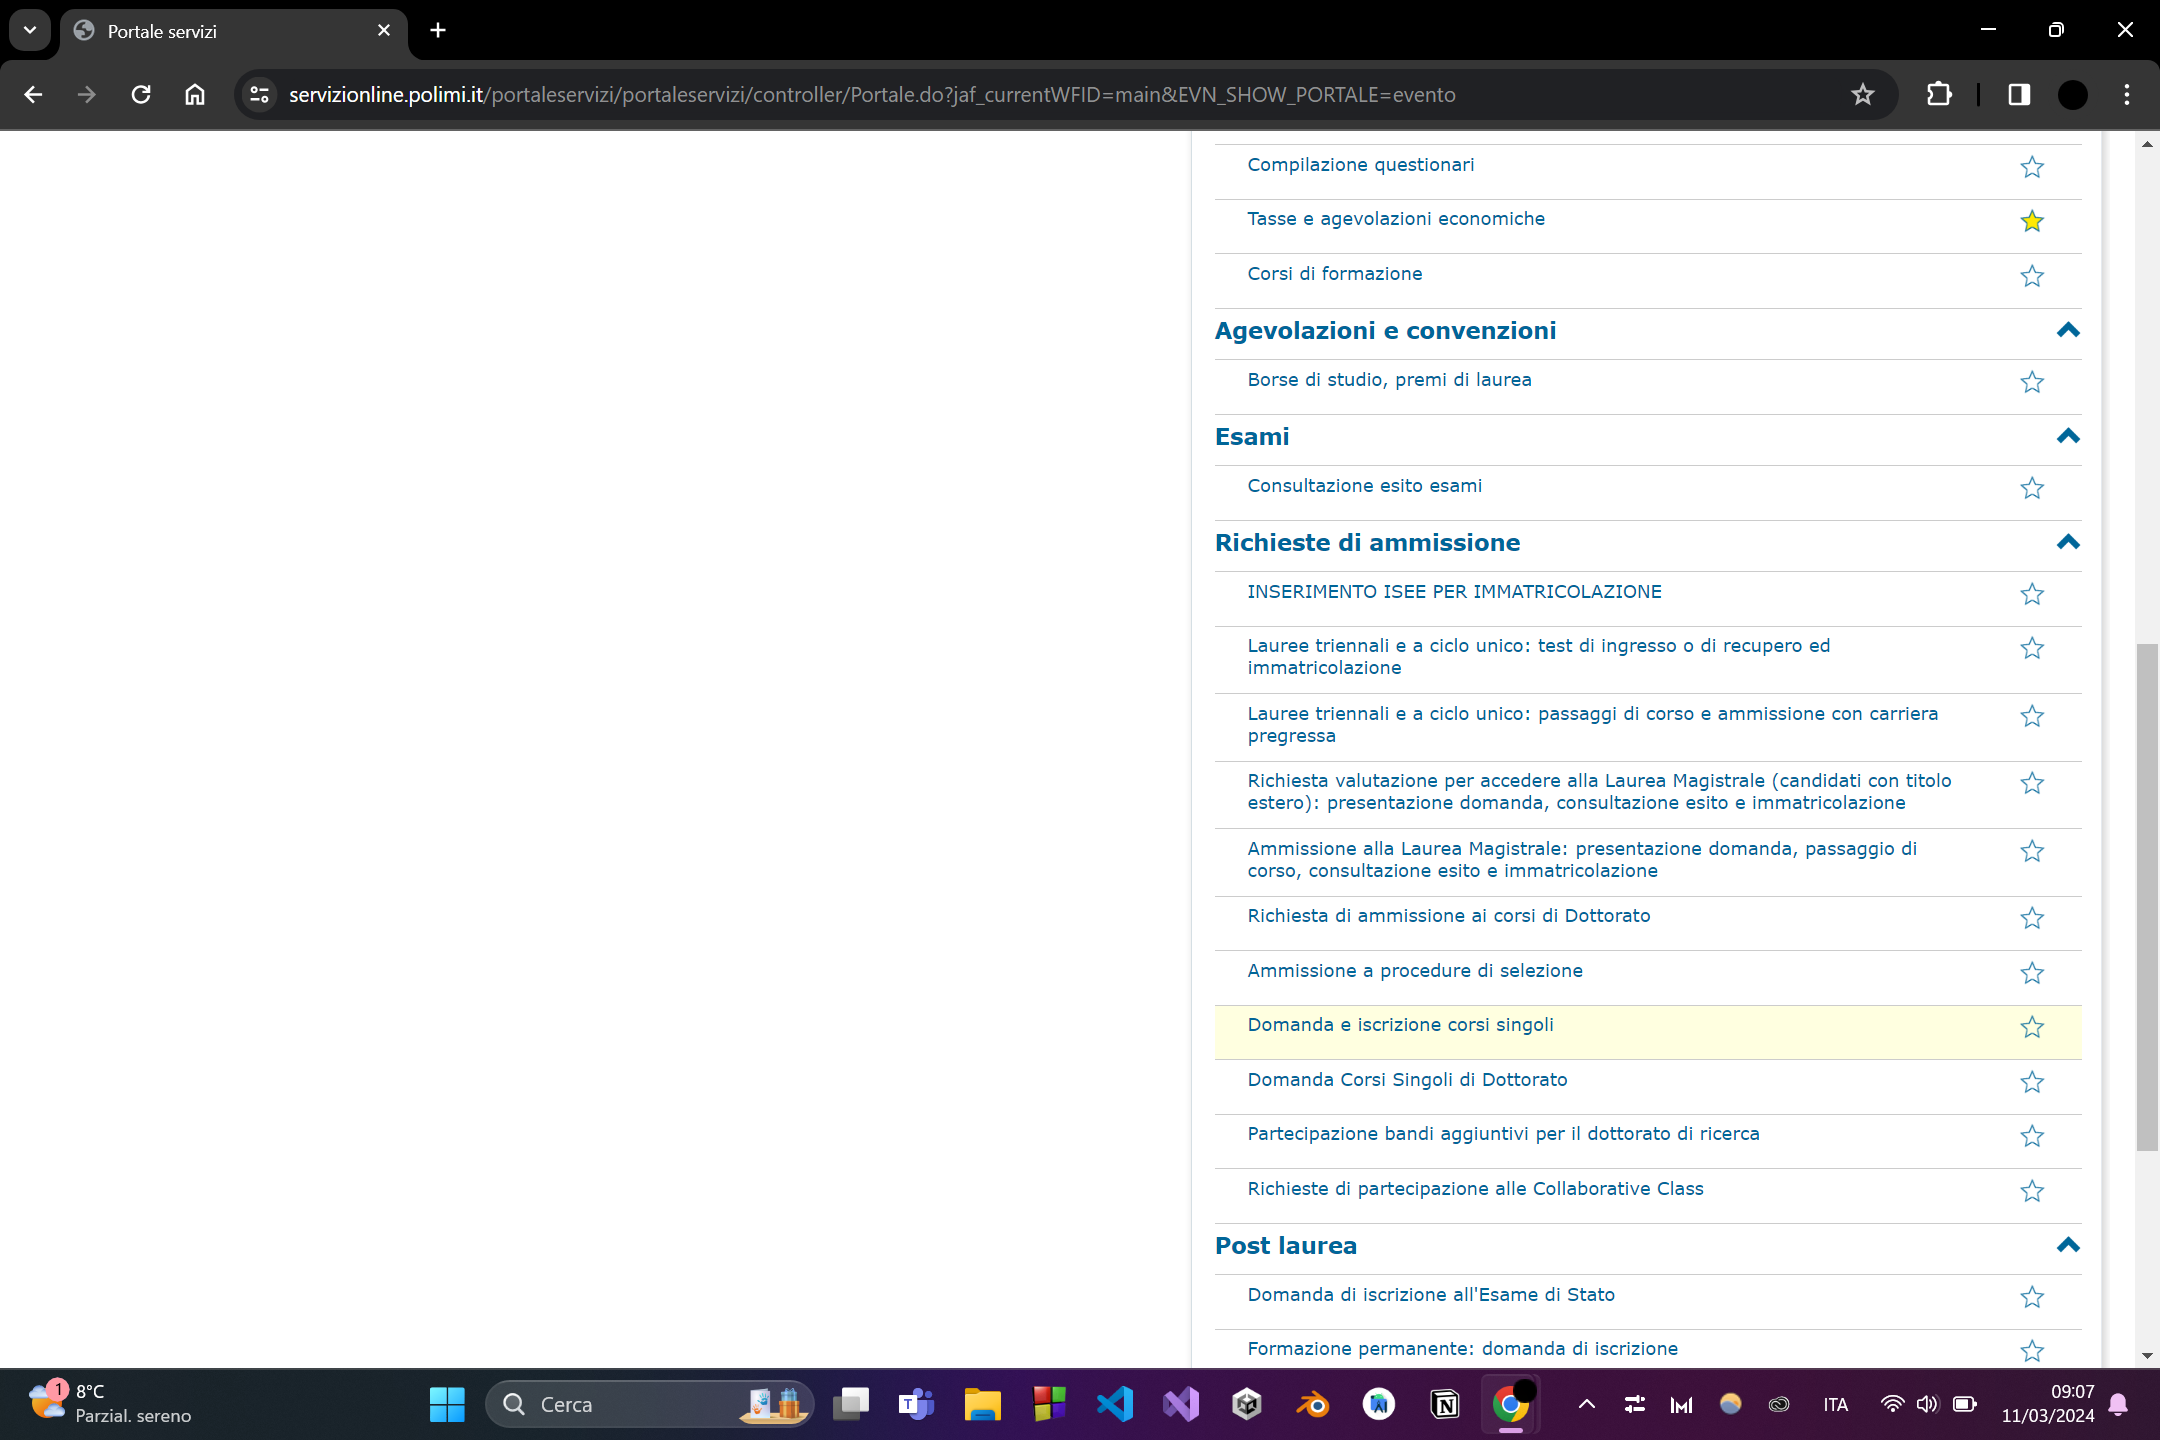 Portale servizi
servizionline.polimi.it/portaleservizi/portaleservizi/controller/Portale.do?jaf_currentWFID=main&EVN_SHOW_PORTALE=evento
Compilazione questionari
Tasse e agevolazioni economiche
Corsi di formazione
Agevolazioni e convenzioni
Borse di studio, premi di laurea
Esami
Consultazione esito esami
Richieste di ammissione
INSERIMENTO ISEE PER IMMATRICOLAZIONE
Lauree triennali e a ciclo unico: test di ingresso o di recupero ed
immatricolazione
Lauree triennali e a ciclo unico: passaggi di corso e ammissione con carriera
pregressa
Richiesta valutazione per accedere alla Laurea Magistrale (candidati con titolo
estero): presentazione domanda, consultazione esito e immatricolazione
Ammissione alla Laurea Magistrale: presentazione domanda, passaggio di
corso, consultazione esito e immatricolazione
Richiesta di ammissione ai corsi di Dottorato
Ammissione a procedure di selezione
Domanda e iscrizione corsi singoli
Domanda Corsi Singoli di Dottorato
Partecipazione bandi aggiuntivi per il dottorato di ricerca
Richieste di partecipazione alle Collaborative Class
Post laurea
Domanda di iscrizione all'Esame di Stato
Formazione permanente: domanda di iscrizione
1
8°C
Parzial. sereno
Cerca
ITA
09:07
11/03/2024